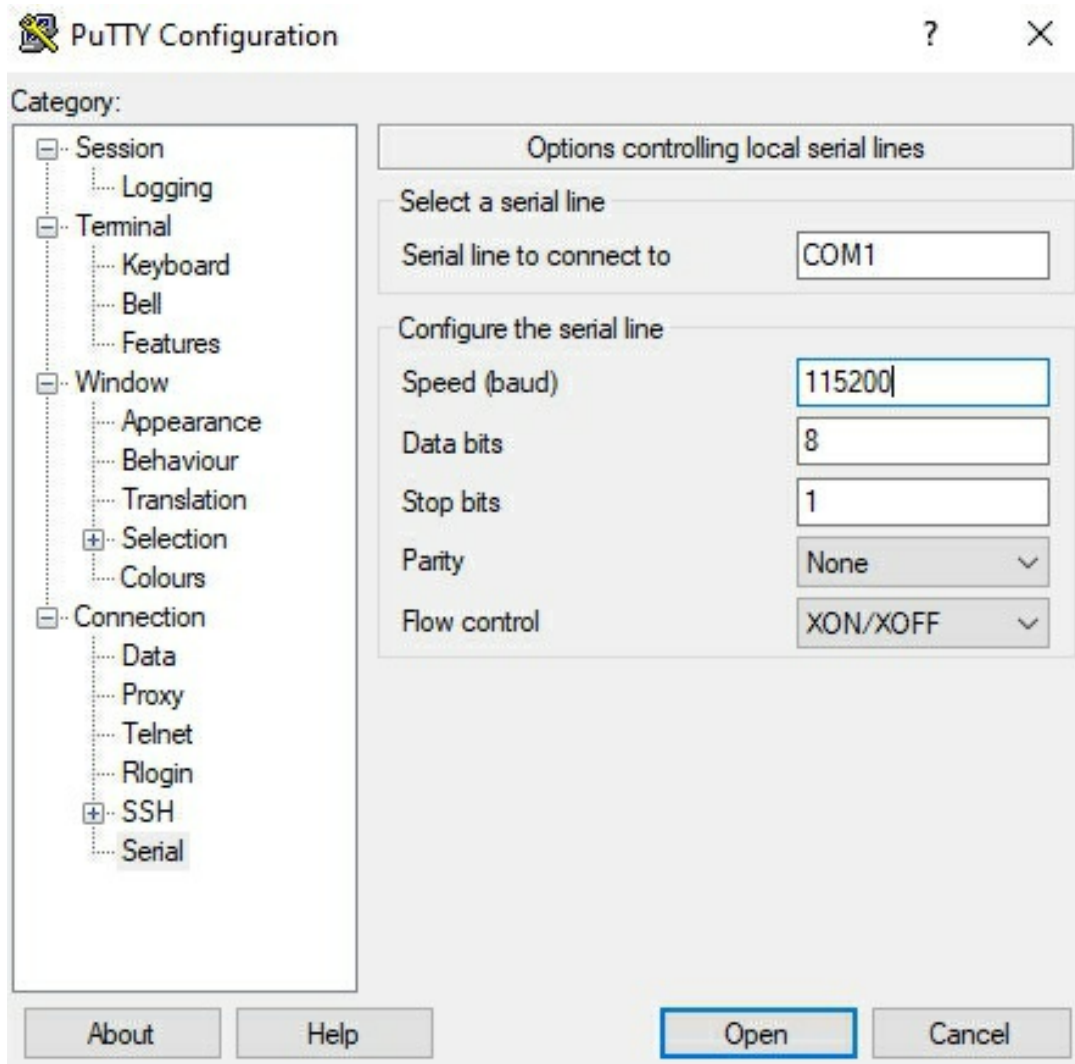 PuTTY Configuration ? ×
Category:
Session
Logging
Terminal
Keyboard
Bell
Features
Window
Appearance
Behaviour
Translation
Selection
Colours
Connection
Data
Proxy
Telnet
Rlogin
SSH
Serial
Options controlling local serial lines
Select a serial line
Serial line to connect to COM1
Configure the serial line
Speed (baud) 115200
Data bits 8
Stop bits 1
Parity None
Flow control XON/XOFF
About Help Open Cancel